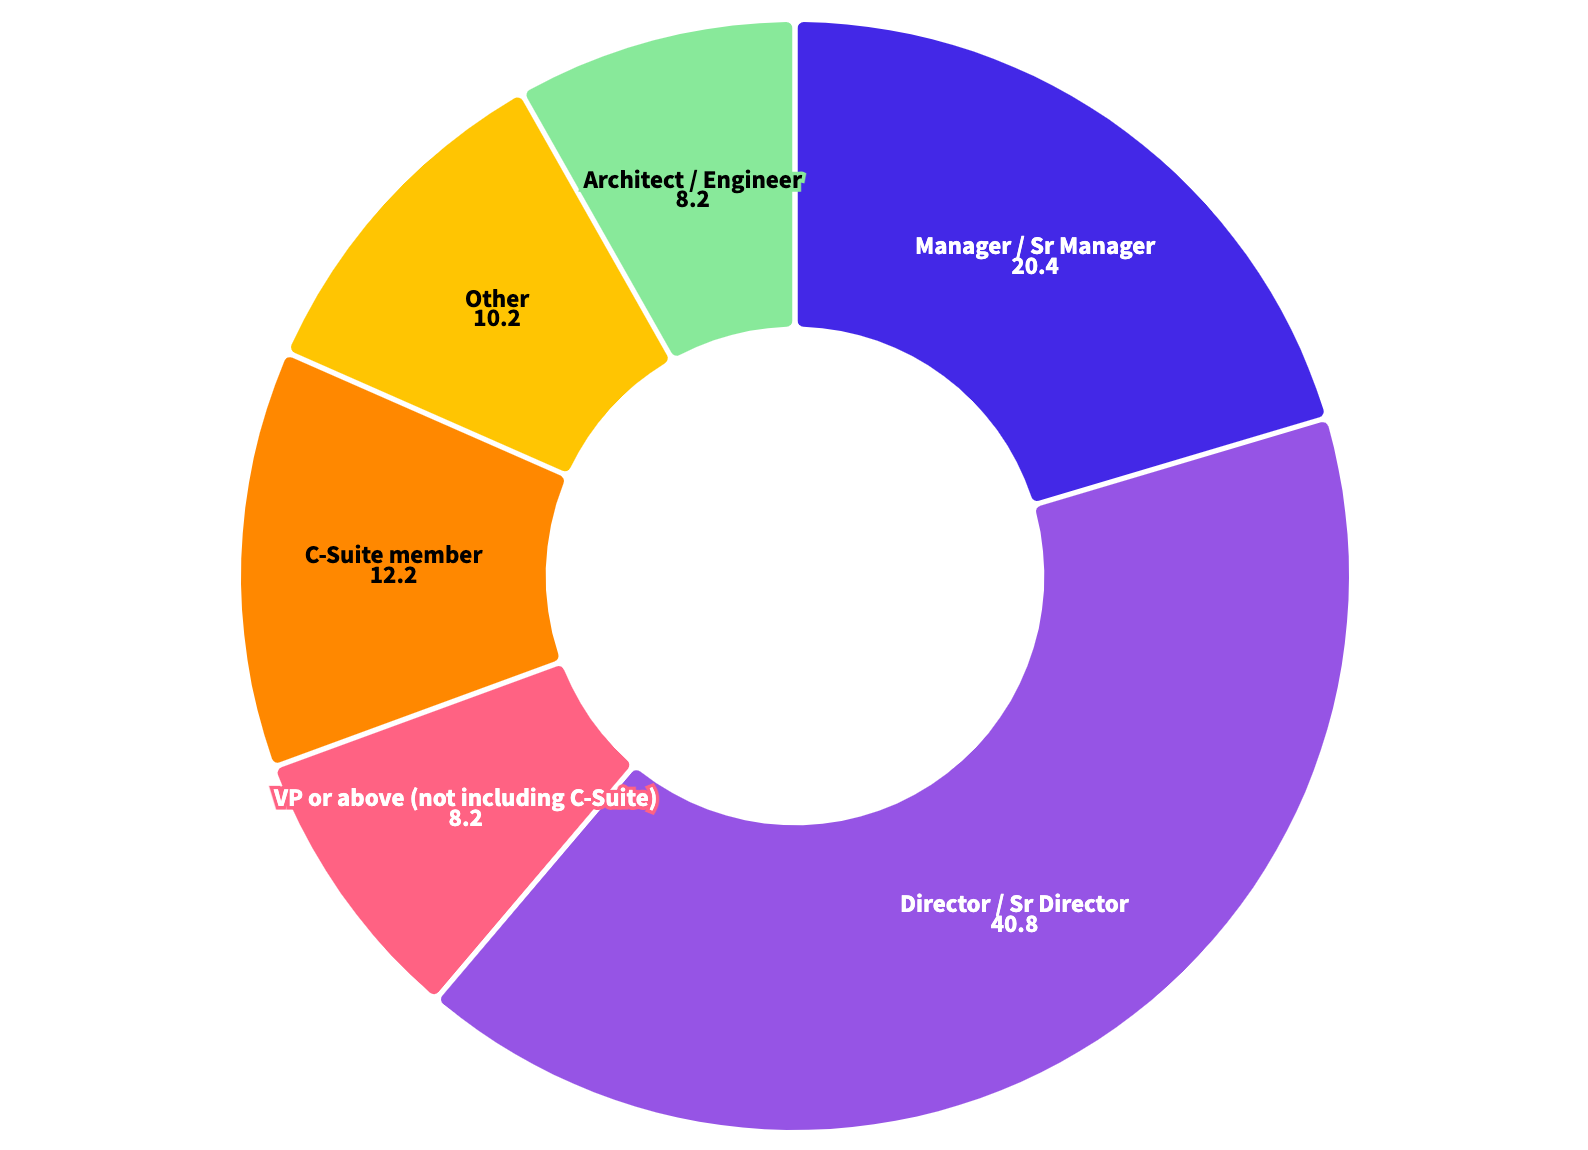 Architect / Engineer
8.2
Manager / Sr Manager
20.4
Other
10.2
C-Suite member
12.2
VP or above (not including C-Suite)
8.2
Director / Sr Director
40.8